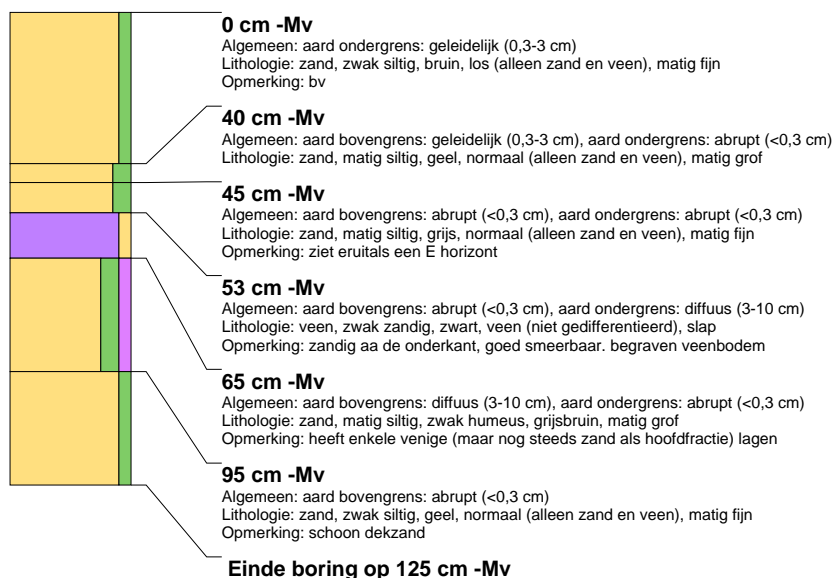 0 cm -Mv
Algemeen: aard ondergrens: geleidelijk (0,3-3 cm)
Lithologie: zand, zwak siltig, bruin, los (alleen zand en veen), matig fijn
Opmerking: bv
40 cm -Mv
Algemeen: aard bovengrens: geleidelijk (0,3-3 cm), aard ondergrens: abrupt (<0,3 cm)
Lithologie: zand, matig siltig, geel, normaal (alleen zand en veen), matig grof
45 cm -Mv
Algemeen: aard bovengrens: abrupt (<0,3 cm), aard ondergrens: abrupt (<0,3 cm)
Lithologie: zand, matig siltig, grijs, normaal (alleen zand en veen), matig fijn
Opmerking: ziet eruitals een E horizont
53 cm -Mv
Algemeen: aard bovengrens: abrupt (<0,3 cm), aard ondergrens: diffuus (3-10 cm)
Lithologie: veen, zwak zandig, zwart, veen (niet gedifferentieerd), slap
Opmerking: zandig aa de onderkant, goed smeerbaar. begraven veenbodem
65 cm -Mv
Algemeen: aard bovengrens: diffuus (3-10 cm), aard ondergrens: abrupt (<0,3 cm)
Lithologie: zand, matig siltig, zwak humeus, grijsbruin, matig grof
Opmerking: heeft enkele venige (maar nog steeds zand als hoofdfractie) lagen
95 cm -Mv
Algemeen: aard bovengrens: abrupt (<0,3 cm)
Lithologie: zand, zwak siltig, geel, normaal (alleen zand en veen), matig fijn
Opmerking: schoon dekzand
Einde boring op 125 cm -Mv